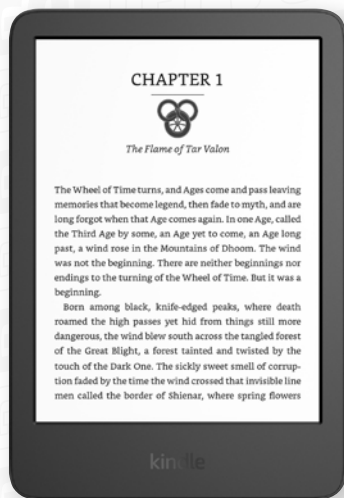 CHAPTER 1
The Flame of Tar Valon
The Wheel of Time turns, and Ages come and pass leaving
memories that become legend, then fade to myth, and are
long forgot when that Age comes again. In one Age, called
the Third Age by some, an Age yet to come, an Age long
past, a wind rose in the Mountains of Dhoom. The wind
was not the beginning. There are neither beginnings nor
endings to the turning of the Wheel of Time. But it was a
beginning.
Born among black, knife-edged peaks, where death
roamed the high passes yet hid from things still more
dangerous, the wind blew south across the tangled forest
of the Great Blight, a forest tainted and twisted by the
touch of the Dark One. The sickly sweet smell of corrup-
tion faded by the time the wind crossed that invisible line
men called the border of Shienar, where spring flowers
kindle